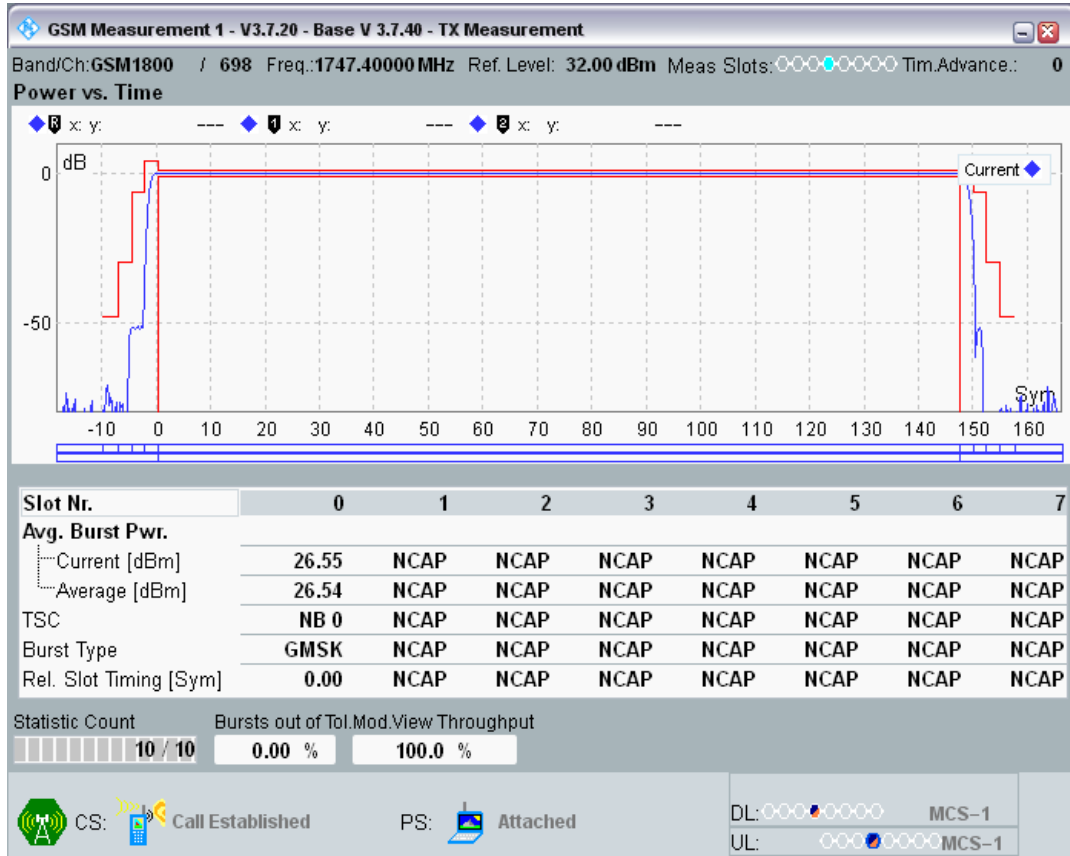 GSM Measurement 1 - V3.7.20 - Base V 3.7.40 - TX Measurement
Band/Ch:GSM1800 / 698 Freq.:1747.40000 MHz Ref. Level: 32.00 dBm Meas Slots: Tim.Advance.: 0
Power vs. Time
R x: y: --- 1 x: y: --- 2 x: y: ---
dB
Current
0
-50
Sym
-10 0 10 20 30 40 50 60 70 80 90 100 110 120 130 140 150 160
Slot Nr. 0 1 2 3 4 5 6 7
Avg. Burst Pwr.
Current [dBm] 26.55 NCAP NCAP NCAP NCAP NCAP NCAP NCAP
Average [dBm] 26.54 NCAP NCAP NCAP NCAP NCAP NCAP NCAP
TSC NB 0 NCAP NCAP NCAP NCAP NCAP NCAP NCAP
Burst Type GMSK NCAP NCAP NCAP NCAP NCAP NCAP NCAP
Rel. Slot Timing [Sym] 0.00 NCAP NCAP NCAP NCAP NCAP NCAP NCAP
Statistic Count Bursts out of Tol.Mod.View Throughput
10 / 10 0.00 % 100.0 %
CS: Call Established PS: Attached
DL: MCS-1
UL: MCS-1